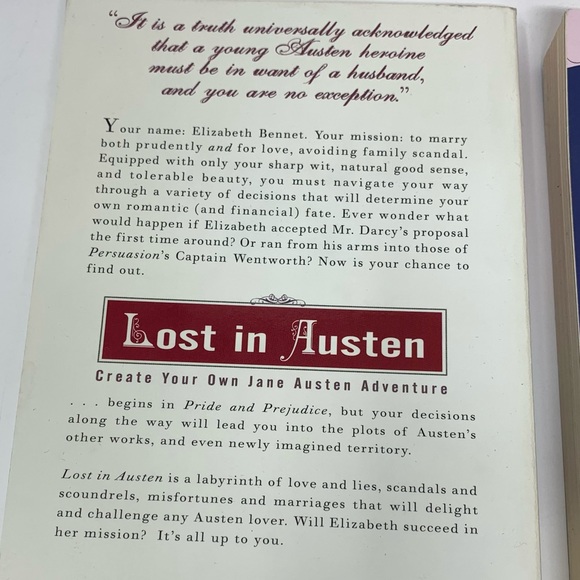 “It is a truth universally acknowledged
that a young Austen heroine
must be in want of a husband,
and you are no exception.”
Your name: Elizabeth Bennet. Your mission: to marry
both prudently and for love, avoiding family scandal.
Equipped with only your sharp wit, natural good sense,
and tolerable beauty, you must navigate your way
through a variety of decisions that will determine your
own romantic (and financial) fate. Ever wonder what
would happen if Elizabeth accepted Mr. Darcy’s proposal
the first time around? Or ran from his arms into those of
Persuasion’s Captain Wentworth? Now is your chance to
find out.
Lost in Austen
Create Your Own Jane Austen Adventure
. . . begins in Pride and Prejudice, but your decisions
along the way will lead you into the plots of Austen’s
other works, and even newly imagined territory.
Lost in Austen is a labyrinth of love and lies, scandals and
scoundrels, misfortunes and marriages that will delight
and challenge any Austen lover. Will Elizabeth succeed in
her mission? It’s all up to you.